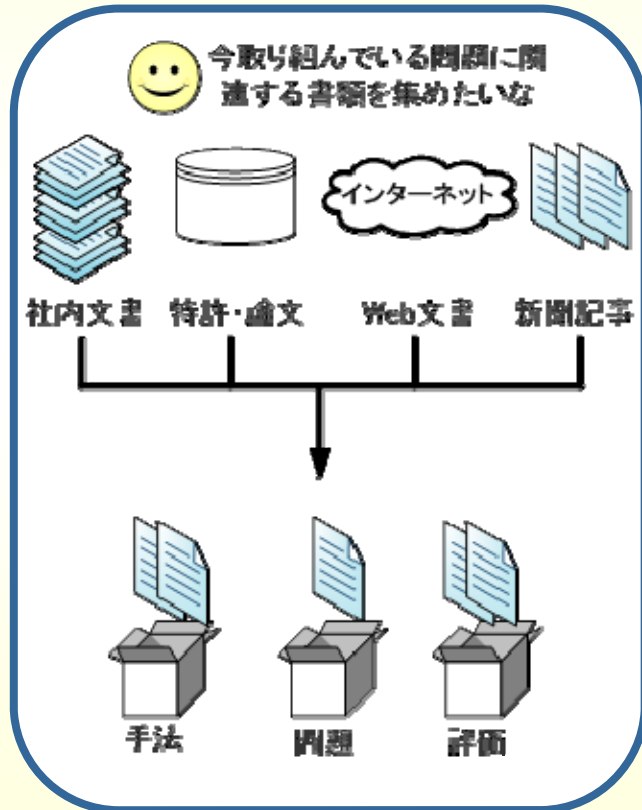 今取り組んでいる問題に関
連する書類を集めたいな
インターネット
社内文書 特許・論文 Web文書 新聞記事
手法 問題 評価